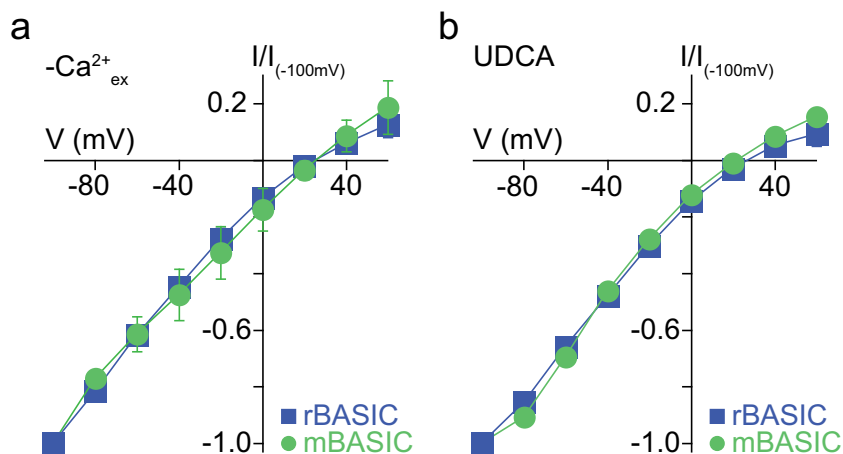 a
-Ca²⁺ex
I/I(-100mV)
0.2
V (mV)
-80
-40
40
-0.6
-1.0
rBASIC
mBASIC
b
UDCA
I/I(-100mV)
0.2
V (mV)
-80
-40
40
-0.6
-1.0
rBASIC
mBASIC